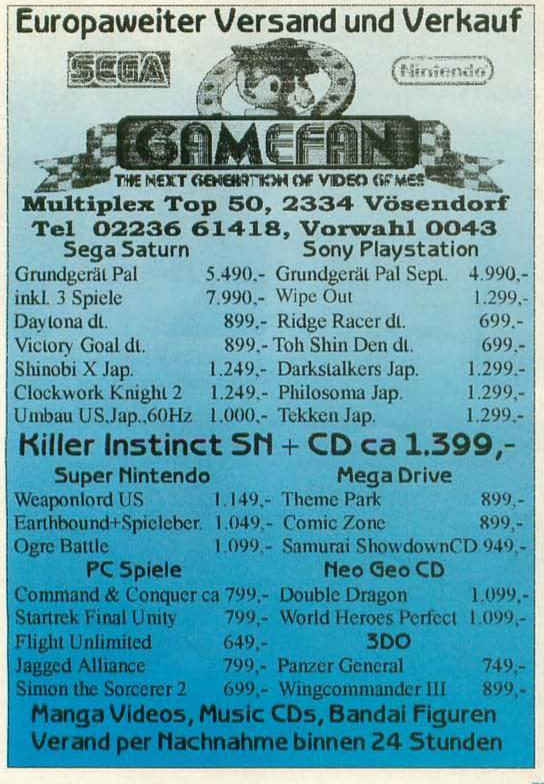 Europaweiter Versand und Verkauf
SEGA
Nintendo
GAMEFAN
THE NEXT GENERATION OF VIDEO GAMES
Multiplex Top 50, 2334 Vösendorf
Tel 02236 61418, Vorwahl 0043
Sega Saturn
Grundgerät Pal 5.490,-
inkl. 3 Spiele 7.990,-
Daytona dt. 899,-
Victory Goal dt. 899,-
Shinobi X Jap. 1.249,-
Clockwork Knight 2 1.249,-
Umbau US,Jap.,60Hz 1.000,-
Sony Playstation
Grundgerät Pal Sept. 4.990,-
Wipe Out 1.299,-
Ridge Racer dt. 699,-
Toh Shin Den dt. 699,-
Darkstalkers Jap. 1.299,-
Philosoma Jap. 1.299,-
Tekken Jap. 1.299,-
Killer Instinct SN + CD ca 1.399,-
Super Nintendo
Weaponlord US 1.149,-
Earthbound+Spieleber. 1.049,-
Ogre Battle 1.099,-
Mega Drive
Theme Park 899,-
Comic Zone 899,-
Samurai ShowdownCD 949,-
PC Spiele
Command & Conquer ca 799,-
Startrek Final Unity 799,-
Flight Unlimited 649,-
Jagged Alliance 799,-
Simon the Sorcerer 2 699,-
Neo Geo CD
Double Dragon 1.099,-
World Heroes Perfect 1.099,-
3DO
Panzer General 749,-
Wingcommander III 899,-
Manga Videos, Music CDs, Bandai Figuren
Verand per Nachnahme binnen 24 Stunden